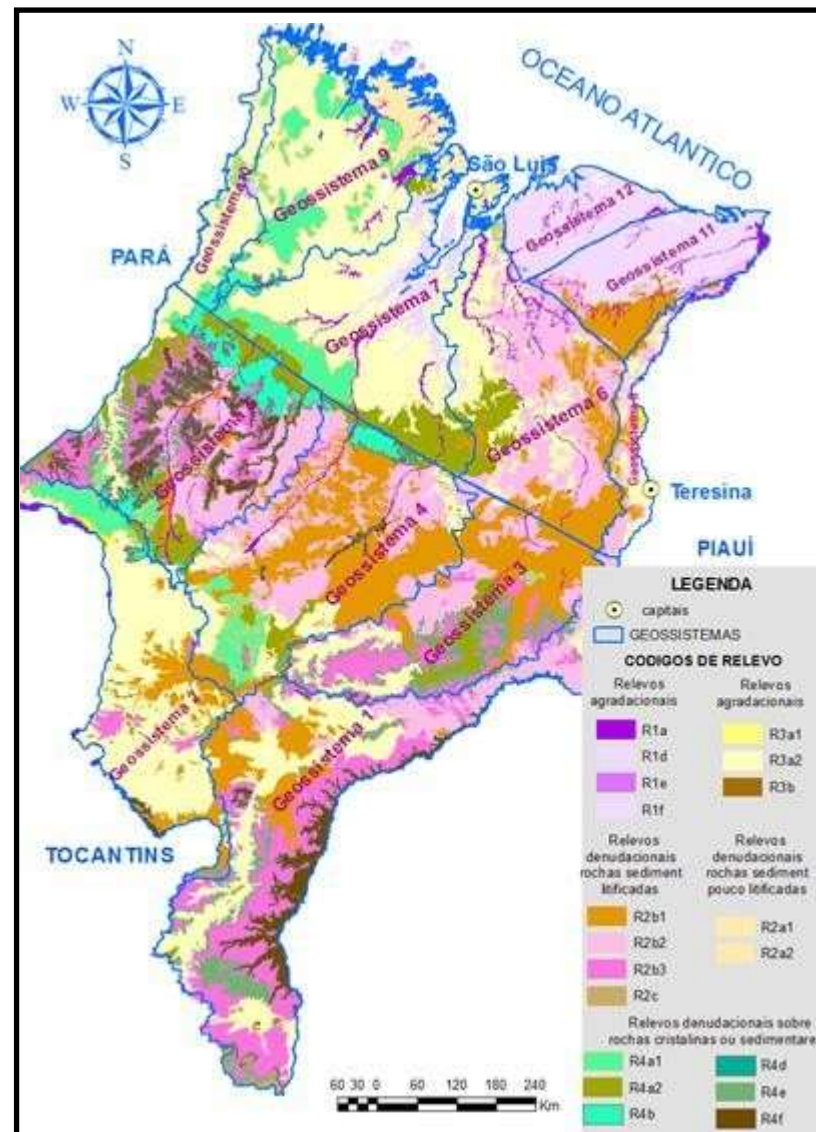 N
W E
S
OCEANO ATLANTICO
São Luis
Geossistema 9
Geossistema 12
Geossistema 11
PARÁ
Geossistema 7
Geossistema 6
Teresina
Geossistema 4
PIAUÍ
Geossistema 3
Geossistema 1
TOCANTINS
LEGENDA
capitais
GEOSSISTEMAS
CODIGOS DE RELEVO
Relevos
agradacionais
R1a
R1d
R1e
R1f
Relevos
agradacionais
R3a1
R3a2
R3b
Relevos
denudacionais
rochas sediment
litificadas
R2b1
R2b2
R2b3
R2c
Relevos
denudacionais
rochas sediment
pouco litificadas
R2a1
R2a2
Relevos denudacionais sobre
rochas cristalinas ou sedimentare
R4a1
R4a2
R4b
R4d
R4e
R4f
60 30 0 60 120 180 240
Km